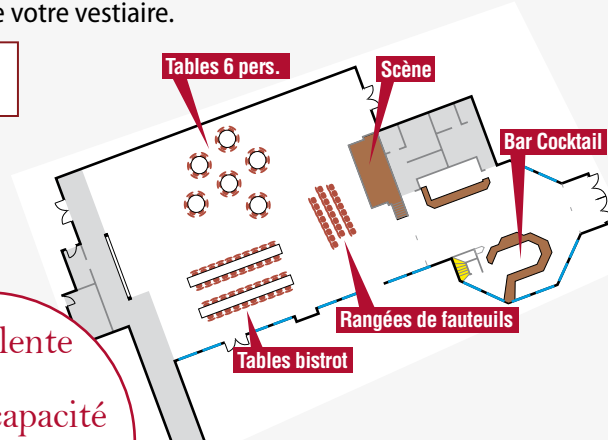 e votre vestiaire.
Tables 6 pers.
Scène
Bar Cocktail
Rangées de fauteuils
Tables bistrot
lente
capacité